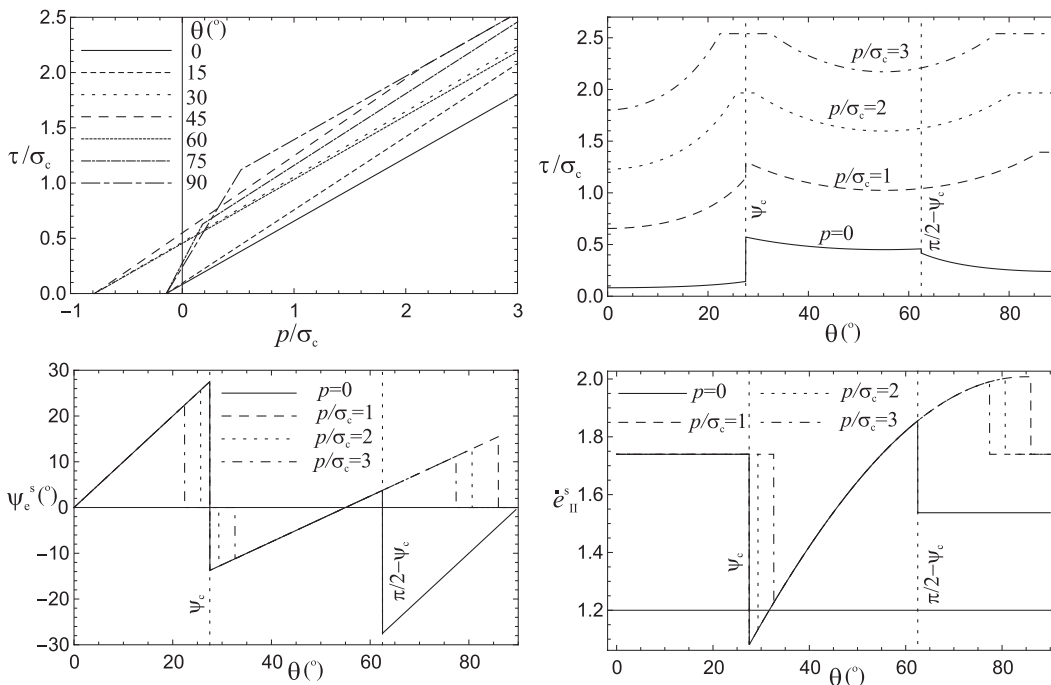 θ(°)
0
15
30
45
60
75
90
2.5
2.0
1.5
1.0
0.5
0.0
τ/σc
-1 0 1 2 3
p/σc
2.5
2.0
1.5
1.0
0.5
0.0
τ/σc
p/σc=3
p/σc=2
p/σc=1
p=0
ψc
π/2-ψc
0 20 40 60 80
θ(°)
30
20
10
0
-10
-20
-30
ψes(°)
p=0
p/σc=1
p/σc=2
p/σc=3
ψc
π/2-ψc
0 20 40 60 80
θ(°)
2.0
1.8
1.6
1.4
1.2
ėIIs
p=0
p/σc=2
p/σc=1
p/σc=3
ψc
π/2-ψc
0 20 40 60 80
θ(°)